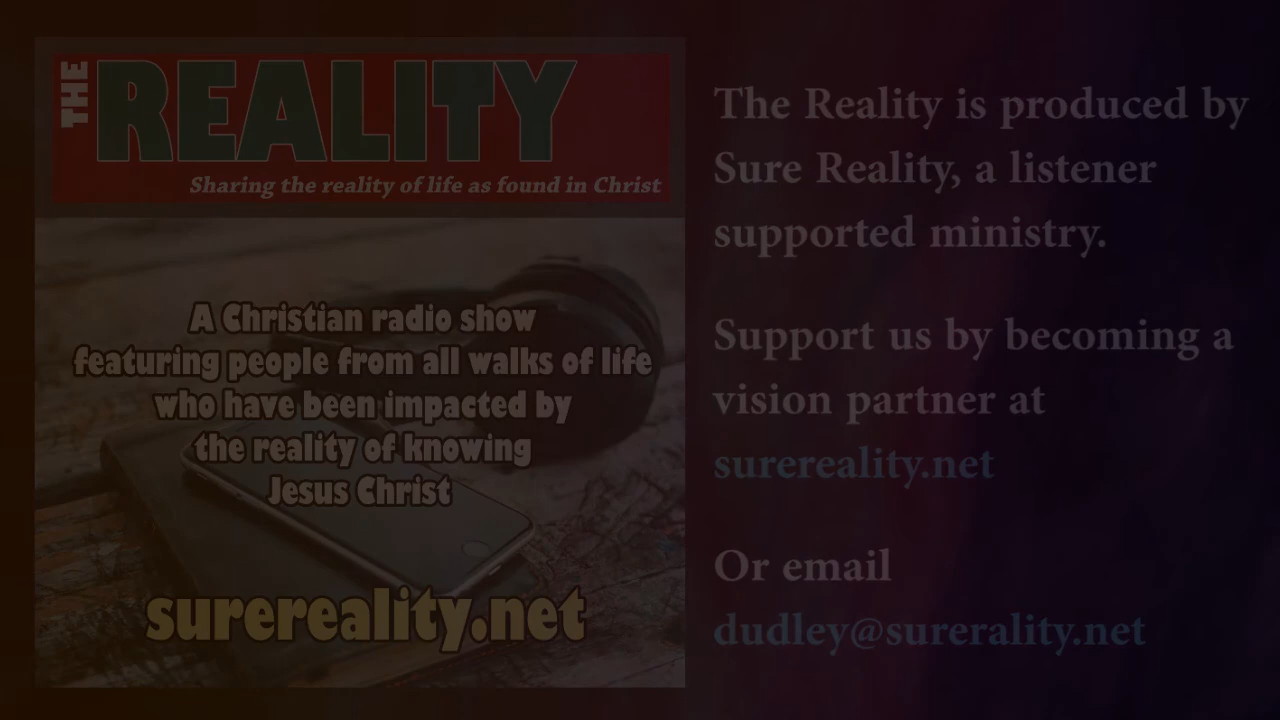 THE REALITY
Sharing the reality of life as found in Christ
A Christian radio show
featuring people from all walks of life
who have been impacted by
the reality of knowing
Jesus Christ
surereality.net
The Reality is produced by
Sure Reality, a listener
supported ministry.
Support us by becoming a
vision partner at
surereality.net
Or email
dudley@surerality.net